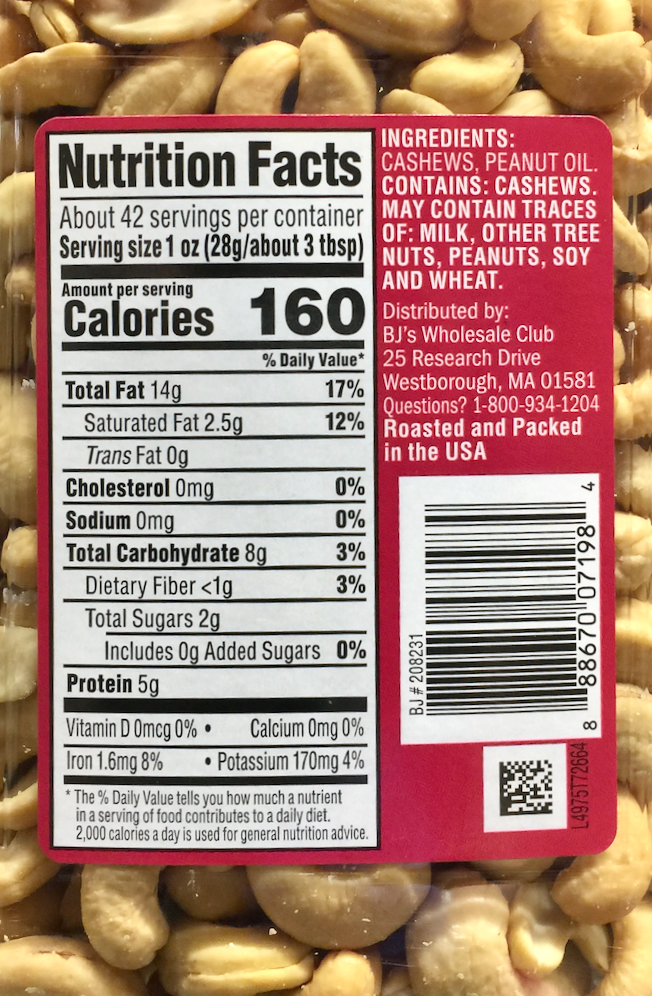 Nutrition Facts
About 42 servings per container
Serving size 1 oz (28g/about 3 tbsp)
Amount per serving
Calories 160
% Daily Value*
Total Fat 14g 17%
Saturated Fat 2.5g 12%
Trans Fat 0g
Cholesterol 0mg 0%
Sodium 0mg 0%
Total Carbohydrate 8g 3%
Dietary Fiber <1g 3%
Total Sugars 2g
Includes 0g Added Sugars 0%
Protein 5g
Vitamin D 0mcg 0% • Calcium 0mg 0%
Iron 1.6mg 8% • Potassium 170mg 4%
* The % Daily Value tells you how much a nutrient
in a serving of food contributes to a daily diet.
2,000 calories a day is used for general nutrition advice.
INGREDIENTS:
CASHEWS, PEANUT OIL.
CONTAINS: CASHEWS.
MAY CONTAIN TRACES
OF: MILK, OTHER TREE
NUTS, PEANUTS, SOY
AND WHEAT.
Distributed by:
BJ's Wholesale Club
25 Research Drive
Westborough, MA 01581
Questions? 1-800-934-1204
Roasted and Packed
in the USA
BJ # 208231
8 88670 07198 4
L4975T72664